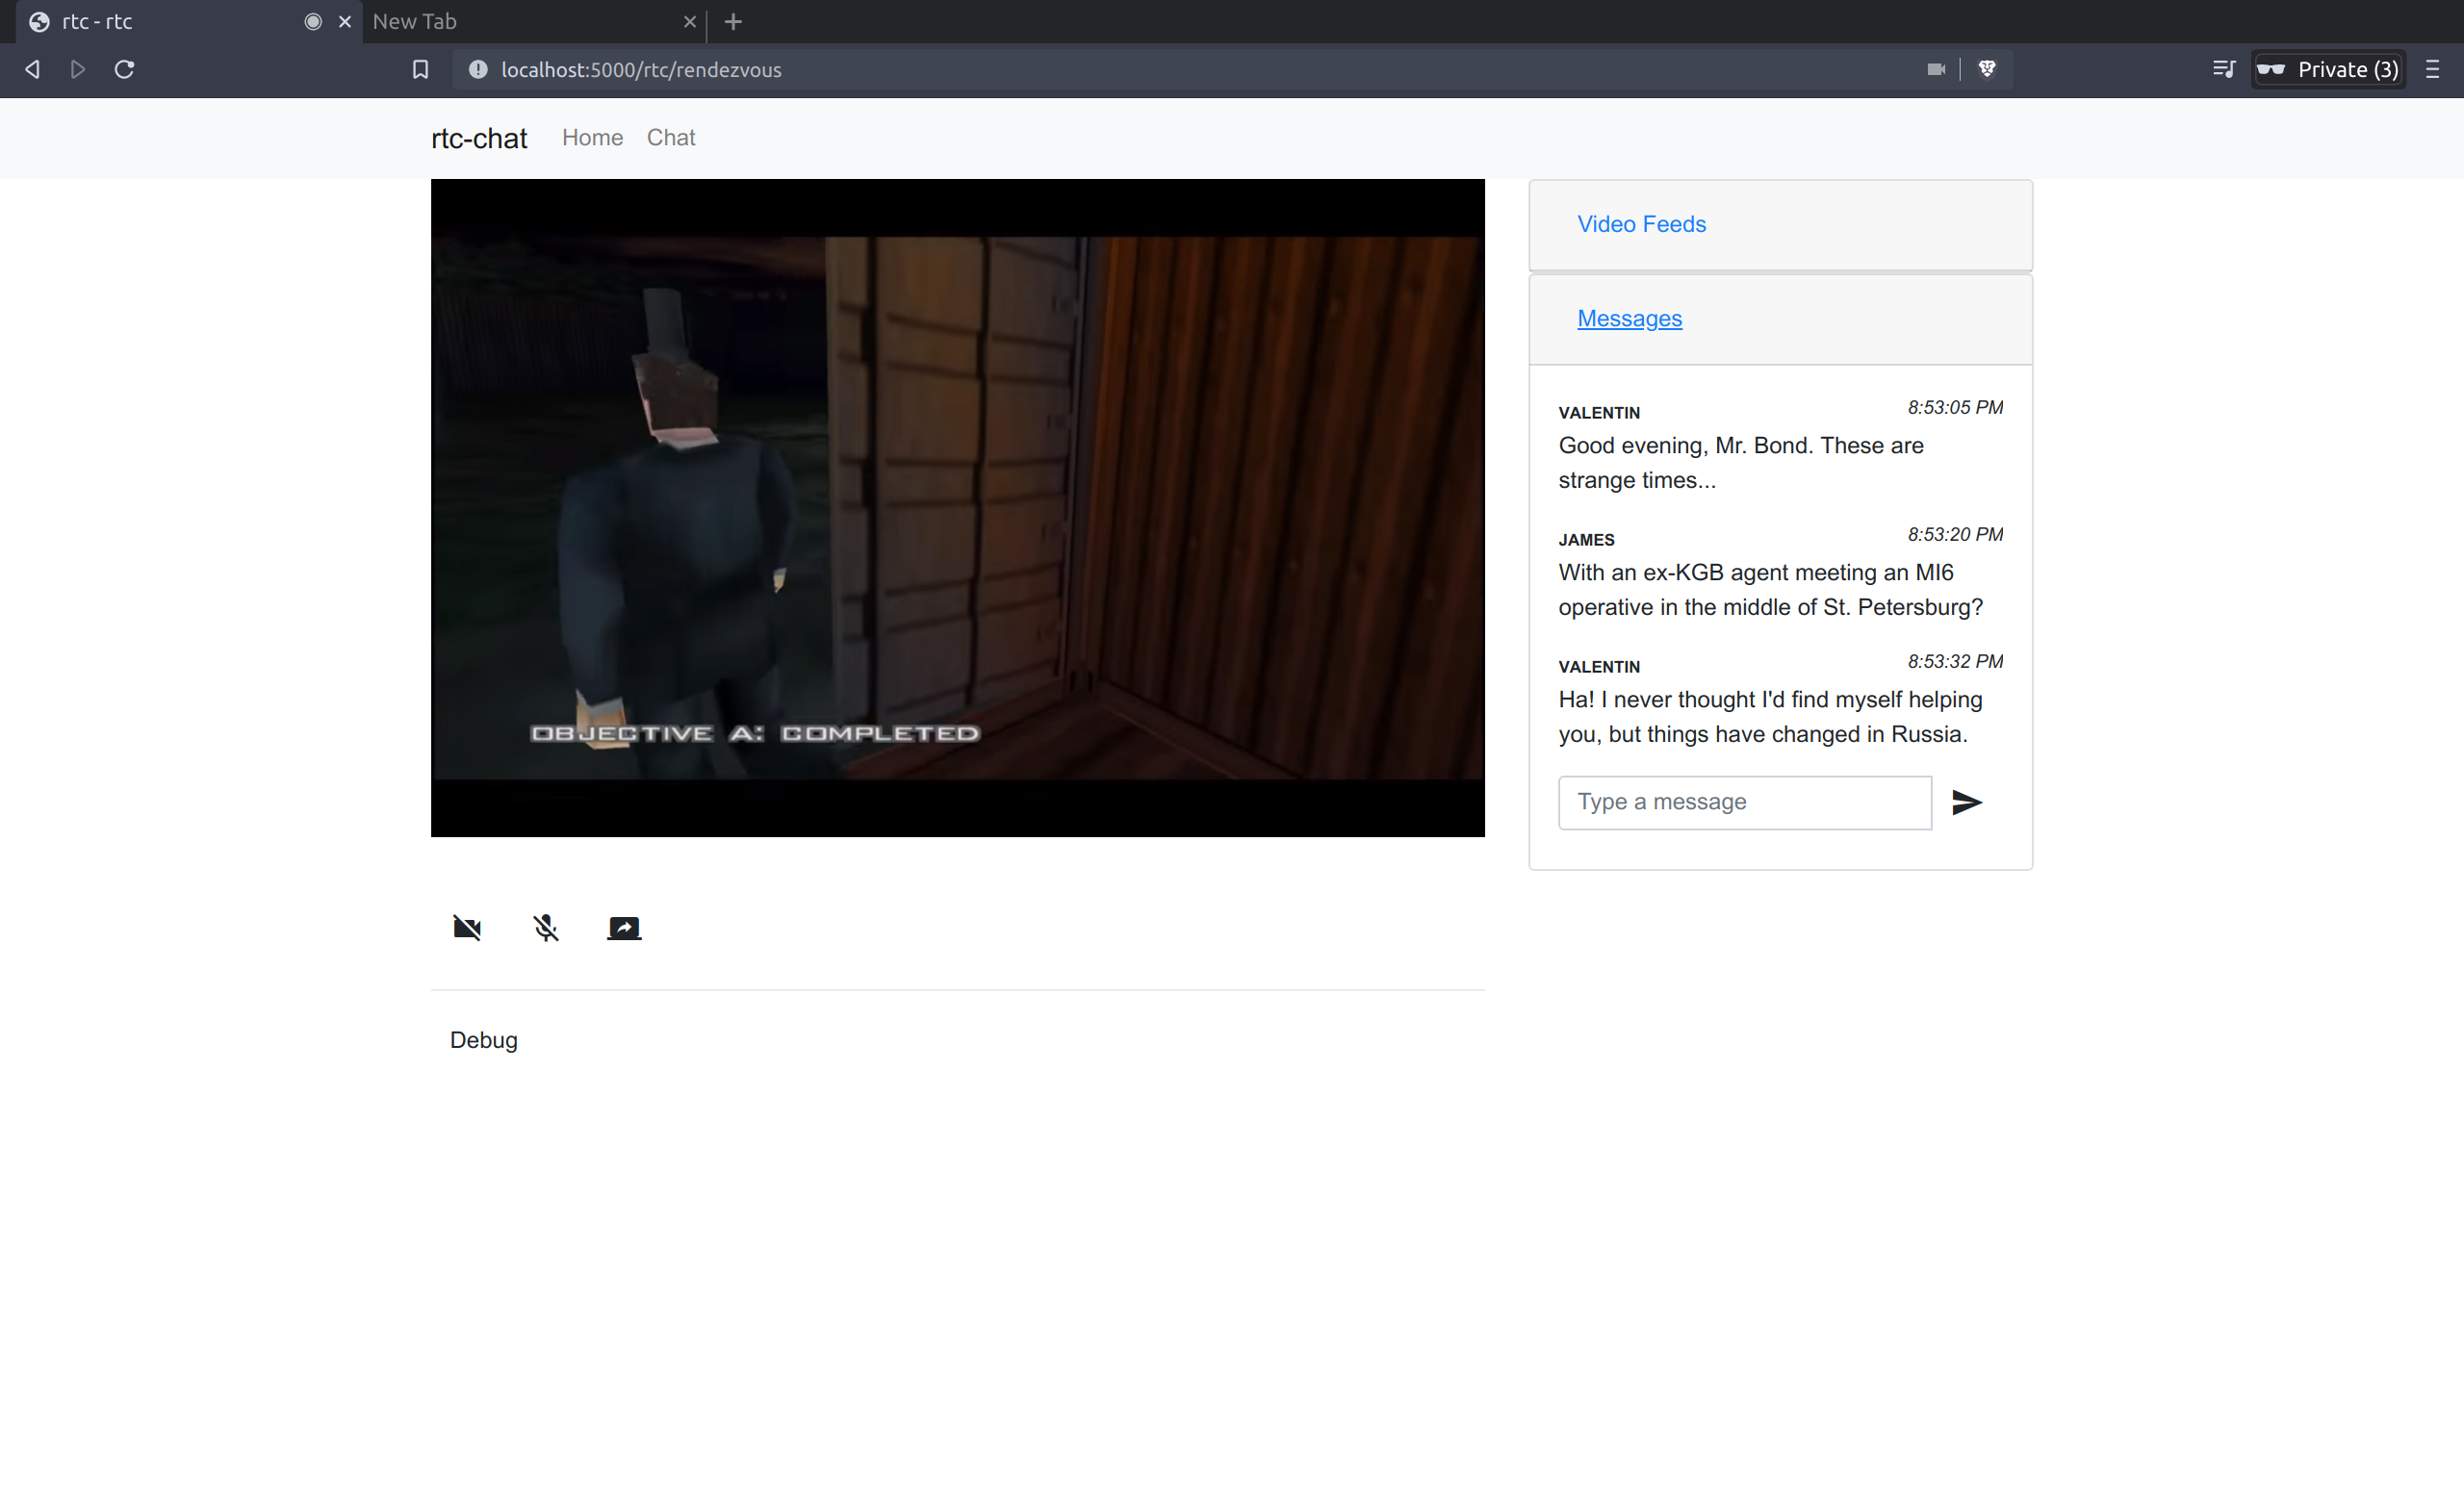 rtc - rtc
New Tab
localhost:5000/rtc/rendezvous
Private (3)
rtc-chat
Home
Chat
OBJECTIVE A: COMPLETED
Video Feeds
Messages
VALENTIN 8:53:05 PM
Good evening, Mr. Bond. These are
strange times...
JAMES 8:53:20 PM
With an ex-KGB agent meeting an MI6
operative in the middle of St. Petersburg?
VALENTIN 8:53:32 PM
Ha! I never thought I'd find myself helping
you, but things have changed in Russia.
Type a message
Debug